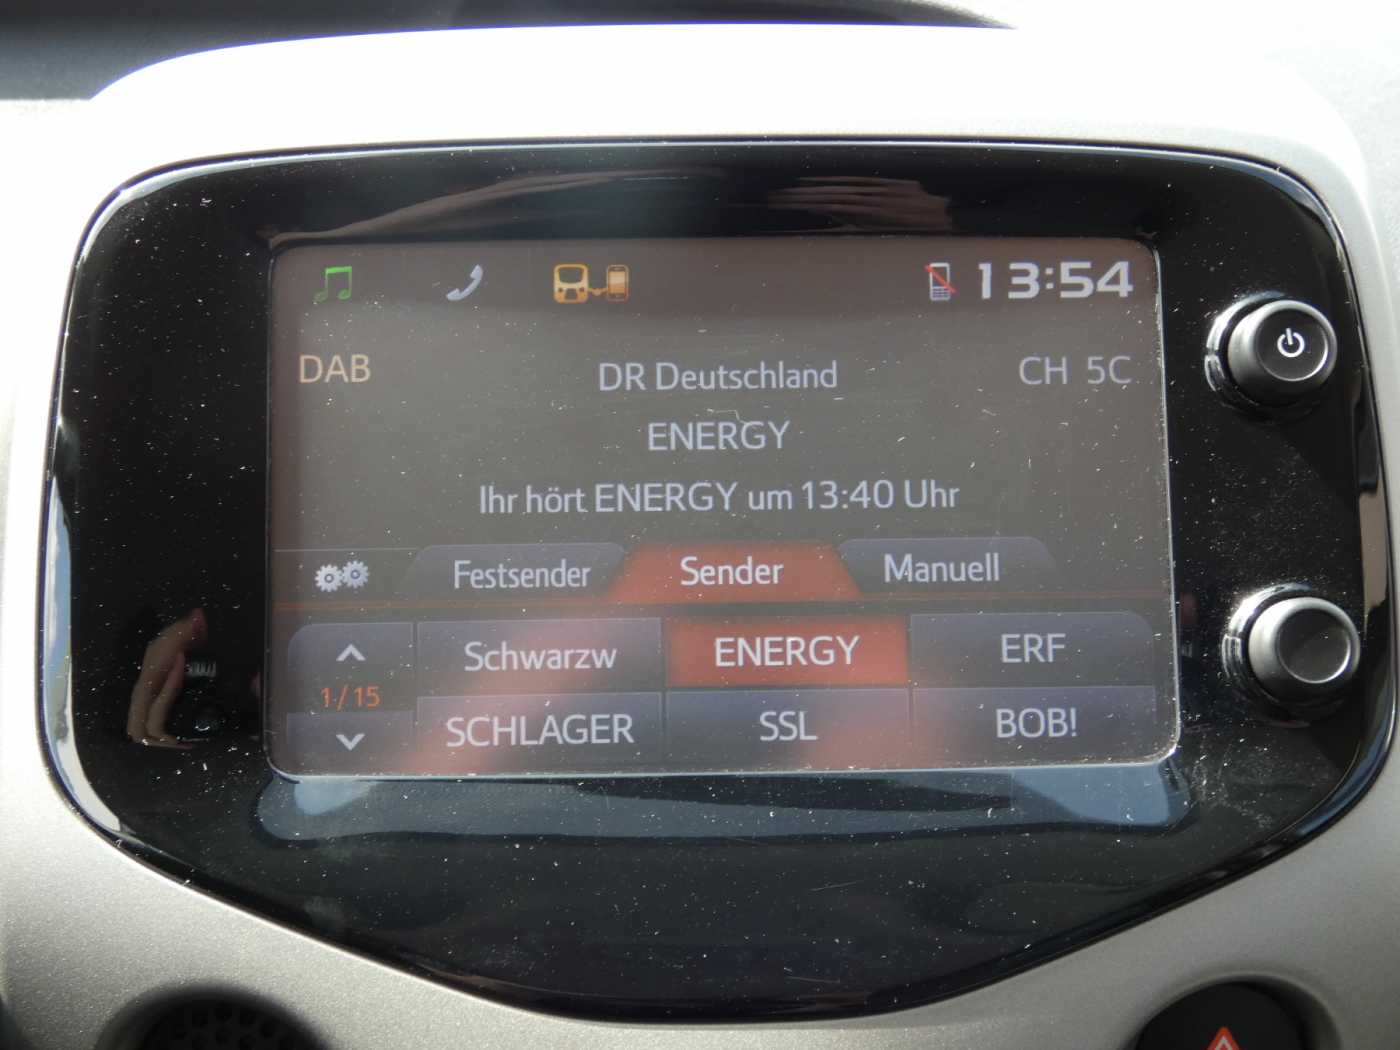 13:54
DAB DR Deutschland CH 5C
ENERGY
Ihr hört ENERGY um 13:40 Uhr
Festsender Sender Manuell
Schwarzw ENERGY ERF
1/15
SCHLAGER SSL BOB!